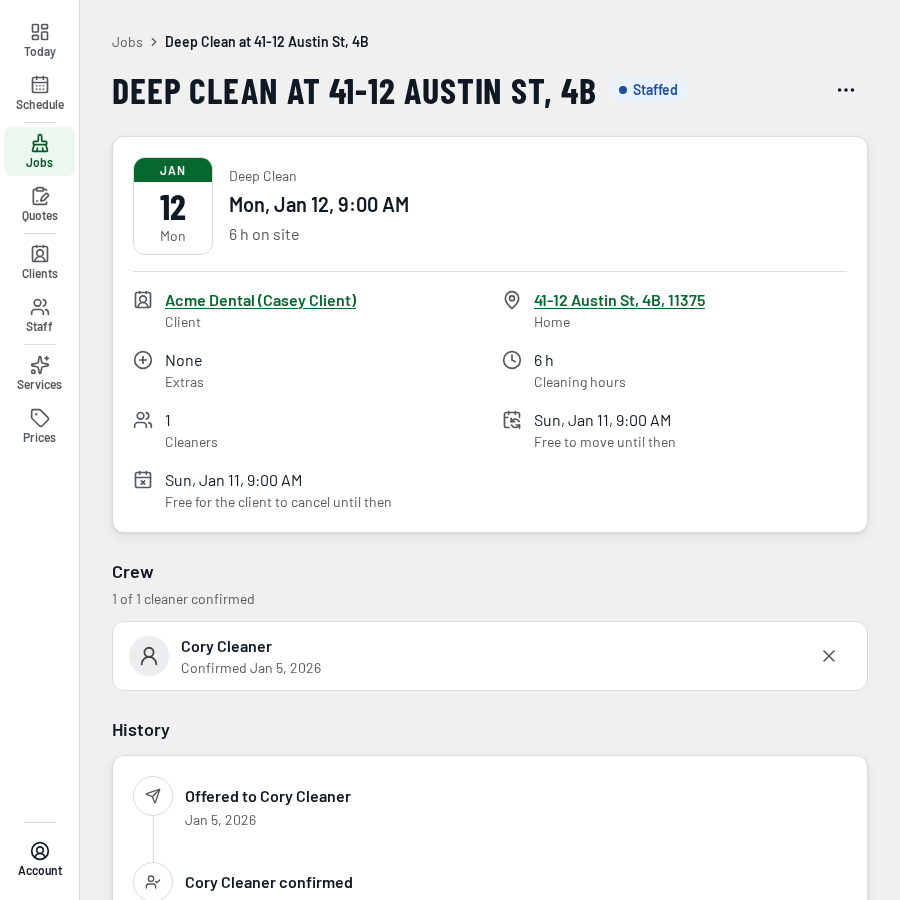 Today
Schedule
Jobs
Quotes
Clients
Staff
Services
Prices
Account
Jobs > Deep Clean at 41-12 Austin St, 4B
DEEP CLEAN AT 41-12 AUSTIN ST, 4B
Staffed
JAN
12
Mon
Deep Clean
Mon, Jan 12, 9:00 AM
6 h on site
Acme Dental (Casey Client)
Client
41-12 Austin St, 4B, 11375
Home
None
Extras
6 h
Cleaning hours
1
Cleaners
Sun, Jan 11, 9:00 AM
Free to move until then
Sun, Jan 11, 9:00 AM
Free for the client to cancel until then
Crew
1 of 1 cleaner confirmed
Cory Cleaner
Confirmed Jan 5, 2026
History
Offered to Cory Cleaner
Jan 5, 2026
Cory Cleaner confirmed